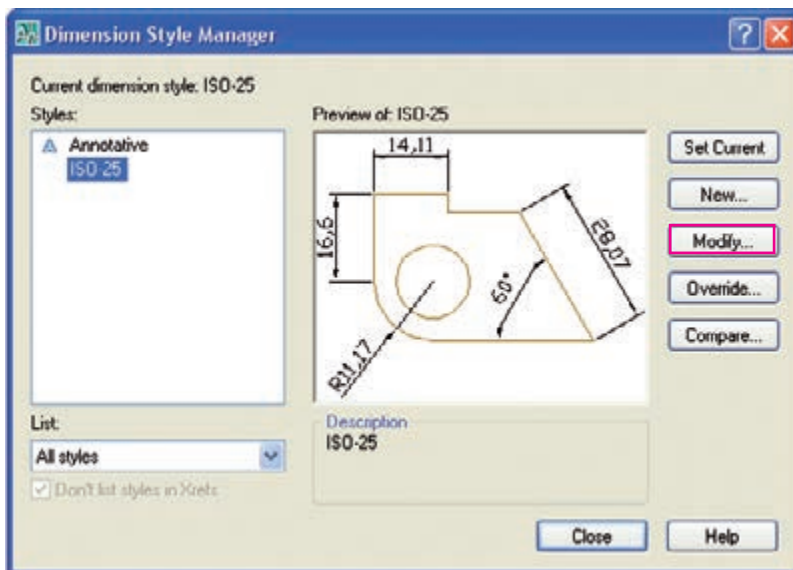 Dimension Style Manager
Current dimension style: ISO-25
Styles:
Annotative
ISO-25
Preview of: ISO-25
14,11
16,6
28,07
60°
R11,17
Set Current
New...
Modify...
Override...
Compare...
List:
All styles
Don't list styles in Xrefs
Description
ISO-25
Close
Help